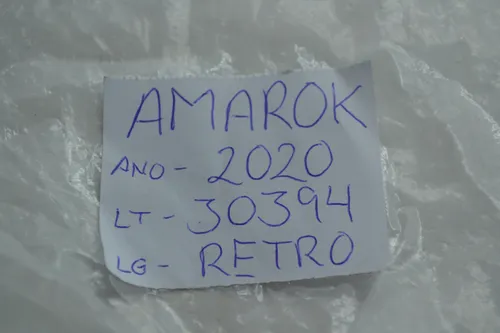 AMAROK
ANO - 2020
LT - 30394
LG - RETRO